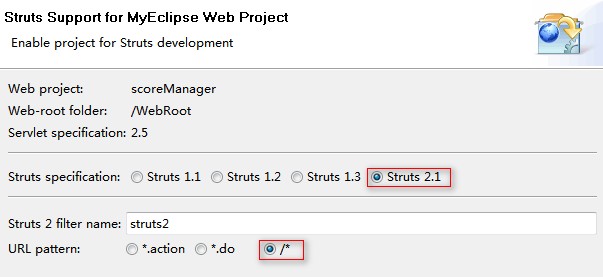 Struts Support for MyEclipse Web Project
Enable project for Struts development
Web project: scoreManager
Web-root folder: /WebRoot
Servlet specification: 2.5
Struts specification: Struts 1.1 Struts 1.2 Struts 1.3 Struts 2.1
Struts 2 filter name: struts2
URL pattern: *.action *.do /*